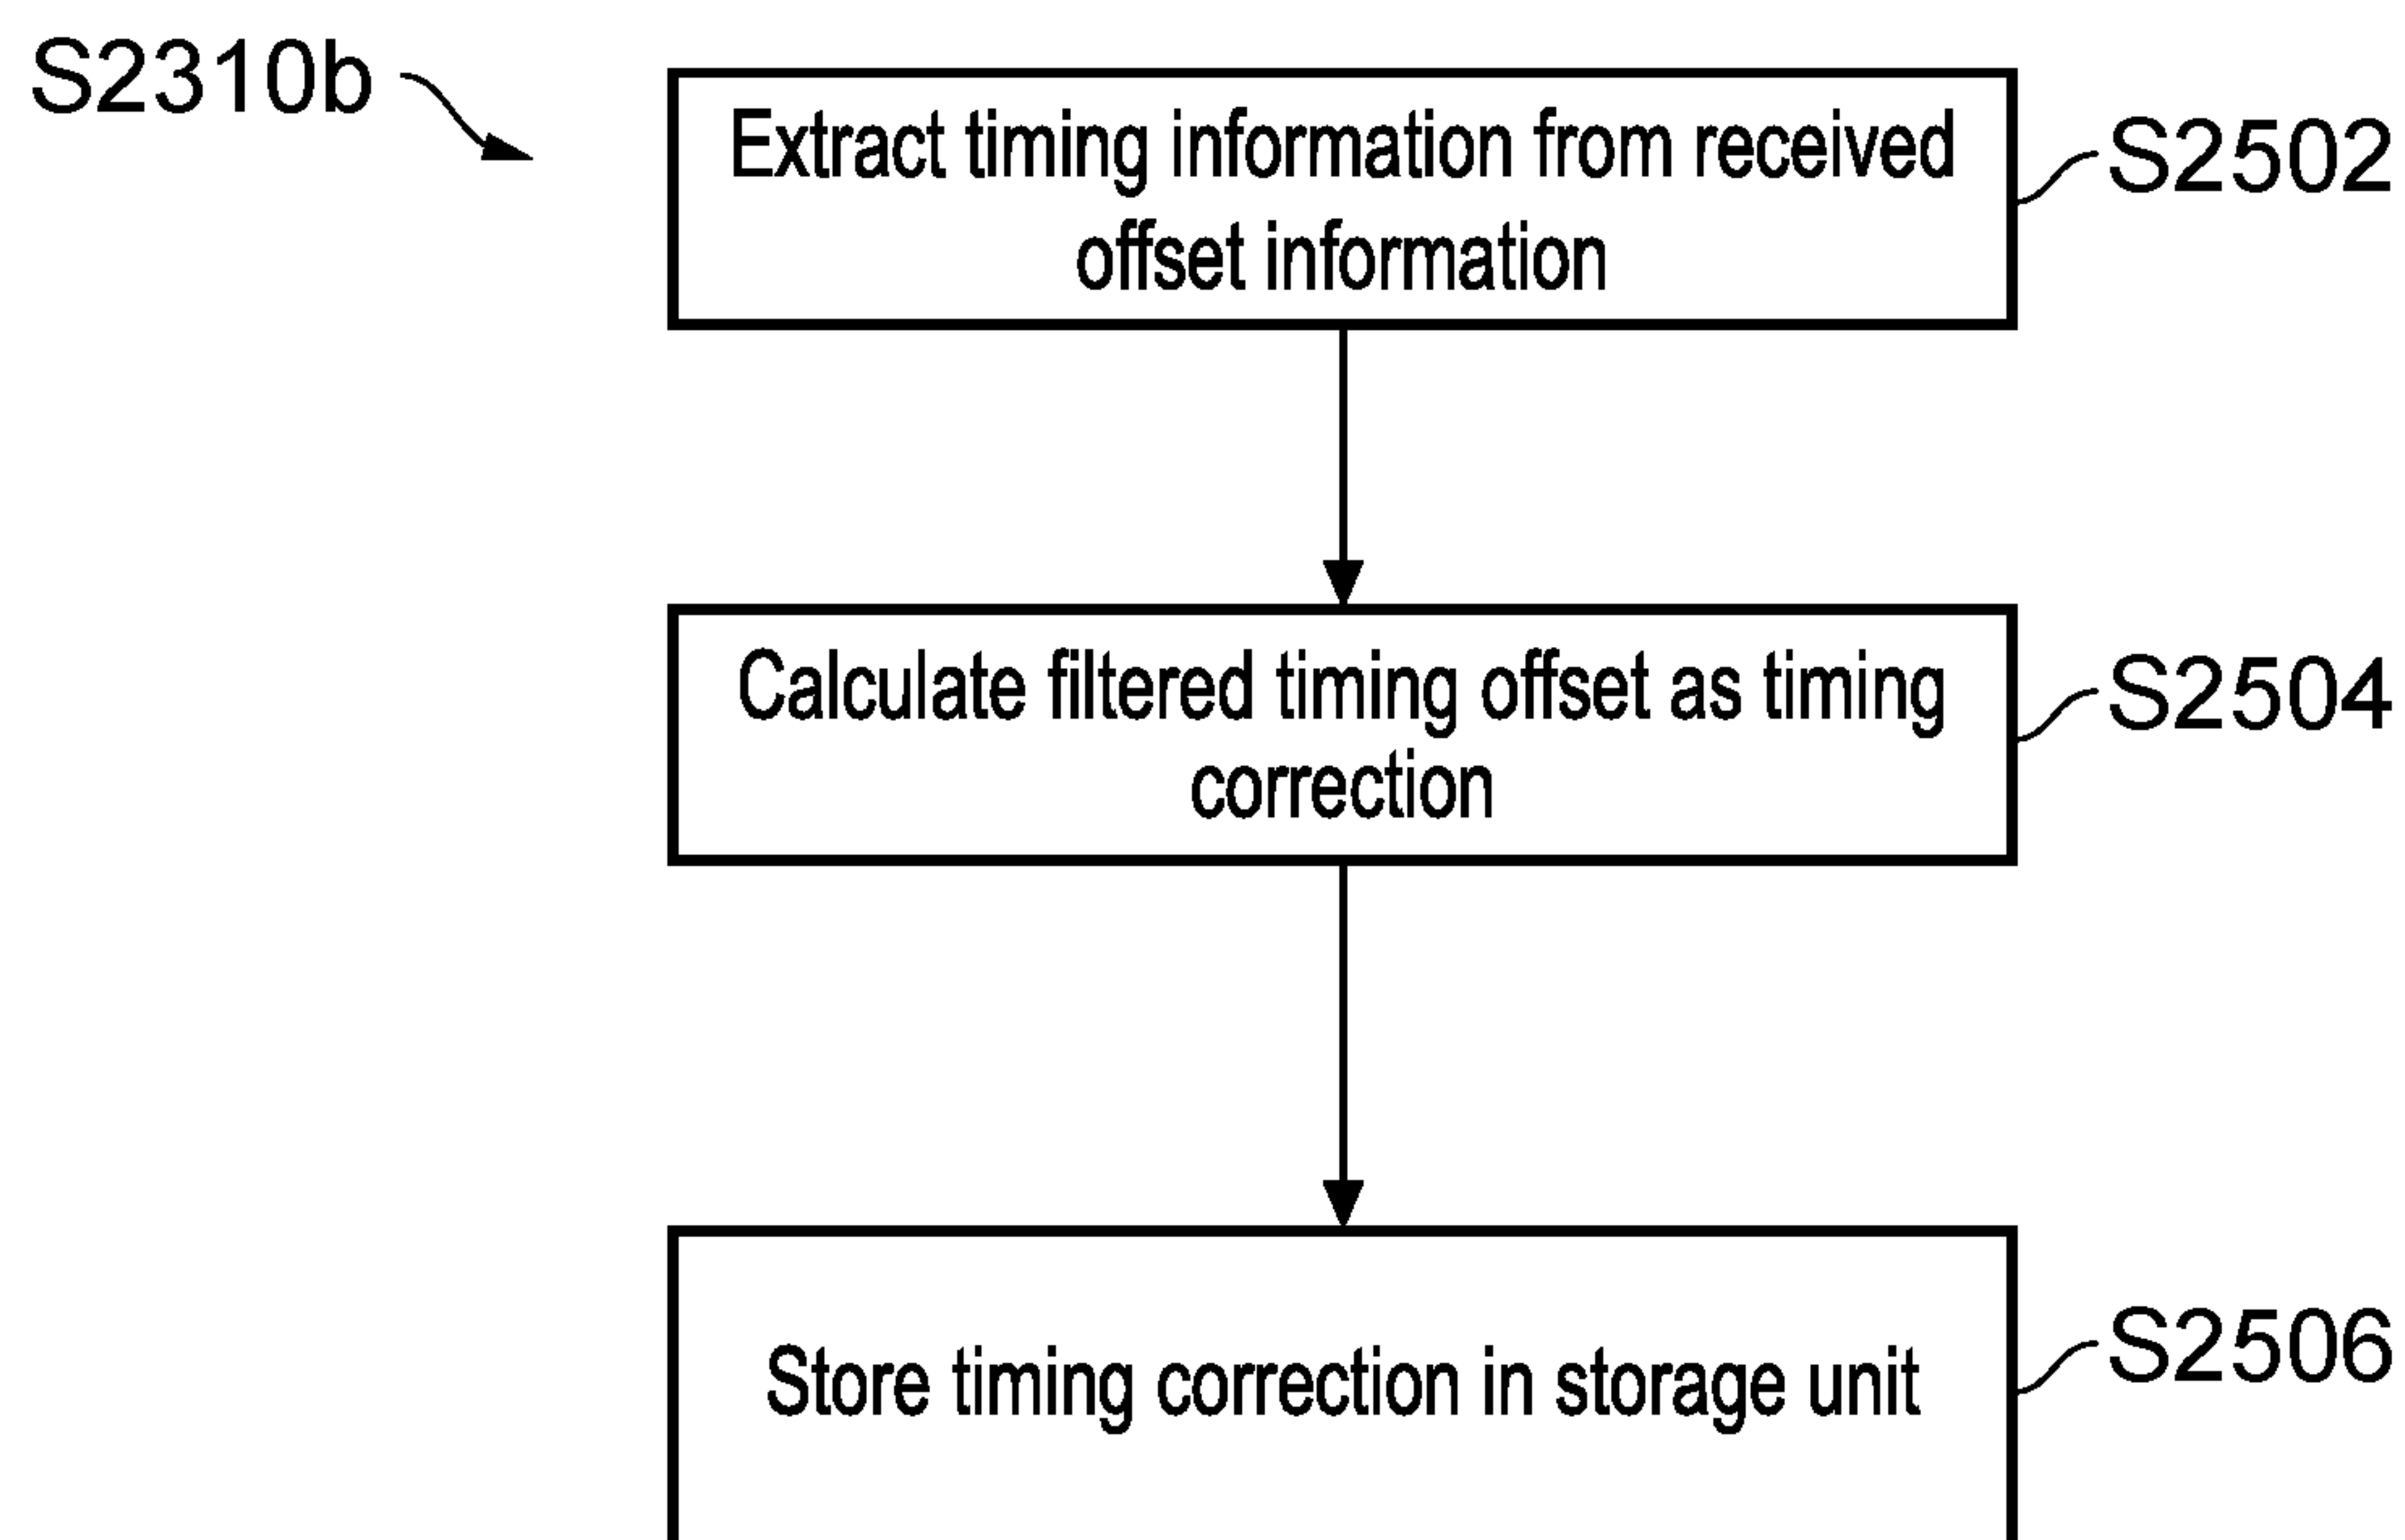 S2310b
Extract timing information from received
offset information
S2502
Calculate filtered timing offset as timing
correction
S2504
Store timing correction in storage unit
S2506